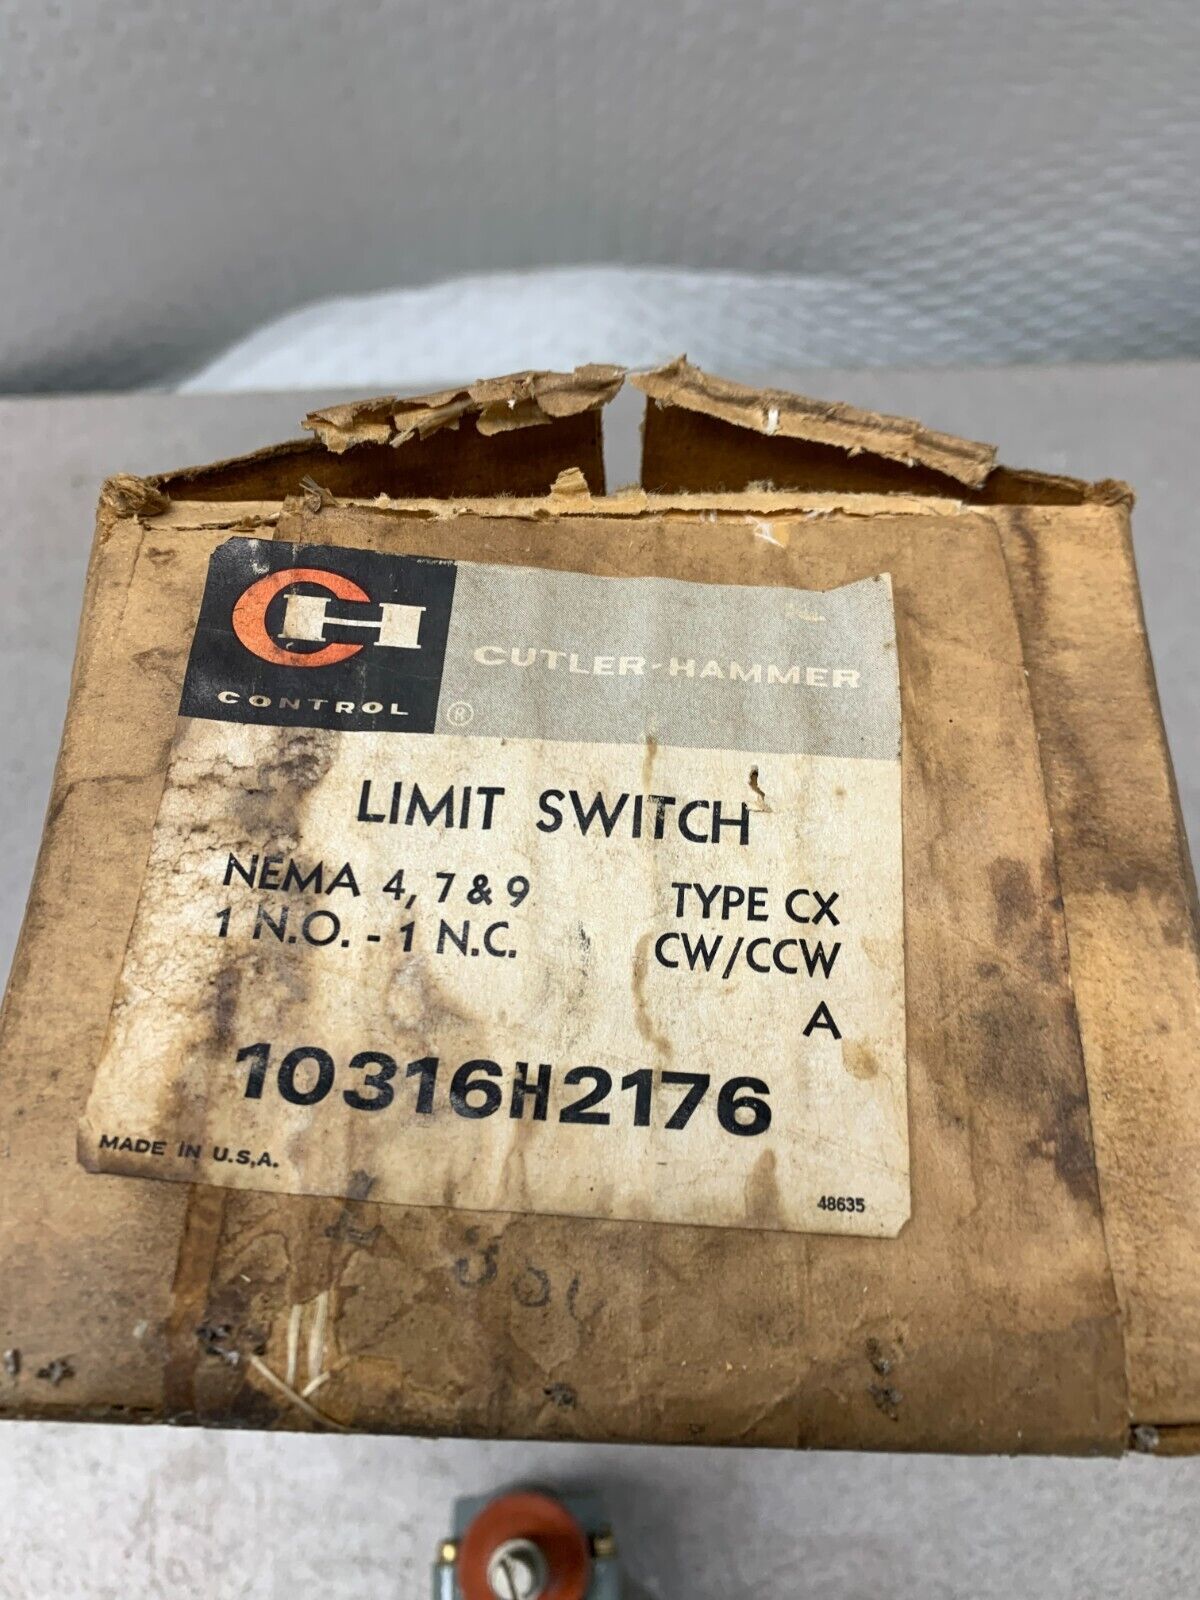 CH
CONTROL ®
CUTLER-HAMMER
LIMIT SWITCH
NEMA 4, 7 & 9 TYPE CX
1 N.O. - 1 N.C. CW/CCW
A
10316H2176
MADE IN U.S.A.
48635